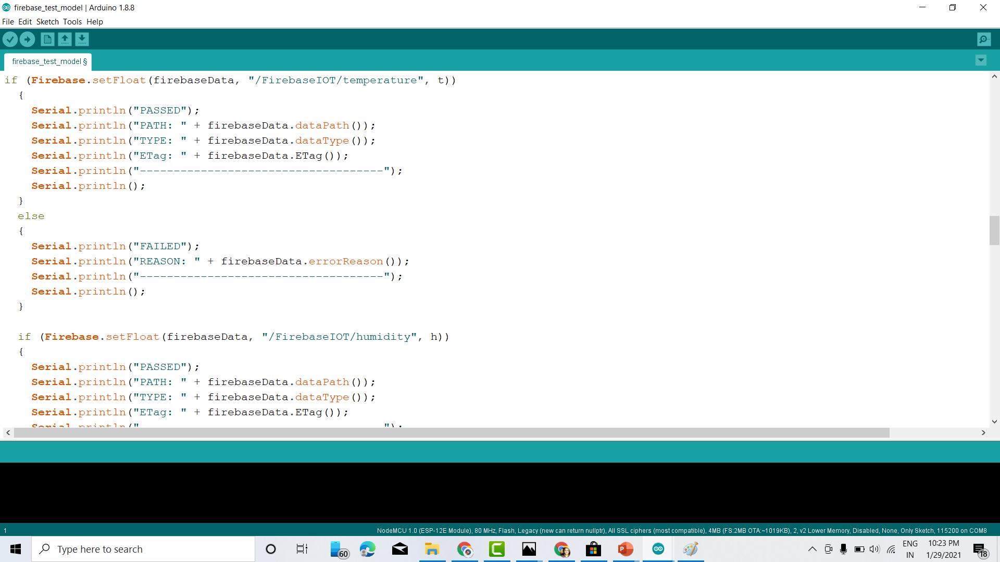 firebase_test_model | Arduino 1.8.8
File Edit Sketch Tools Help
firebase_test_model §
if (Firebase.setFloat(firebaseData, "/FirebaseIOT/temperature", t))
{
Serial.println("PASSED");
Serial.println("PATH: " + firebaseData.dataPath());
Serial.println("TYPE: " + firebaseData.dataType());
Serial.println("ETag: " + firebaseData.ETag());
Serial.println("------------------------------------");
Serial.println();
}
else
{
Serial.println("FAILED");
Serial.println("REASON: " + firebaseData.errorReason());
Serial.println("------------------------------------");
Serial.println();
}
if (Firebase.setFloat(firebaseData, "/FirebaseIOT/humidity", h))
{
Serial.println("PASSED");
Serial.println("PATH: " + firebaseData.dataPath());
Serial.println("TYPE: " + firebaseData.dataType());
Serial.println("ETag: " + firebaseData.ETag());
Serial.println("------------------------------------");
1
NodeMCU 1.0 (ESP-12E Module), 80 MHz, Flash, Legacy (new can return nullptr), All SSL ciphers (most compatible), 4MB (FS:2MB OTA:~1019KB), 2, v2 Lower Memory, Disabled, None, Only Sketch, 115200 on COM8
Type here to search
60
ENG
IN
10:23 PM
1/29/2021
18